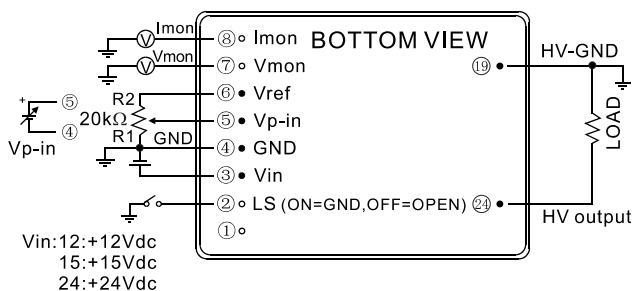 Imon
V
⑧ Imon
BOTTOM VIEW
HV-GND
Vmon
V
⑦ Vmon
⑲
R2
⑥ Vref
+
⑤
20kΩ
⑤ Vp-in
LOAD
④
R1
GND
④ GND
Vp-in
③ Vin
② LS (ON=GND,OFF=OPEN)
㉔
HV output
①
Vin:12:+12Vdc
15:+15Vdc
24:+24Vdc